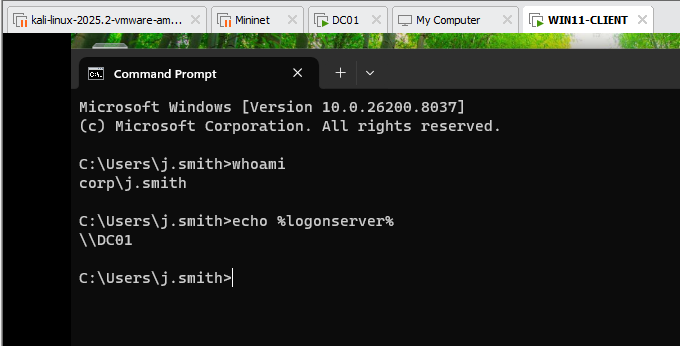 kali-linux-2025.2-vmware-am...
Mininet
DC01
My Computer
WIN11-CLIENT
Command Prompt
Microsoft Windows [Version 10.0.26200.8037]
(c) Microsoft Corporation. All rights reserved.
C:\Users\j.smith>whoami
corp\j.smith
C:\Users\j.smith>echo %logonserver%
\\DC01
C:\Users\j.smith>